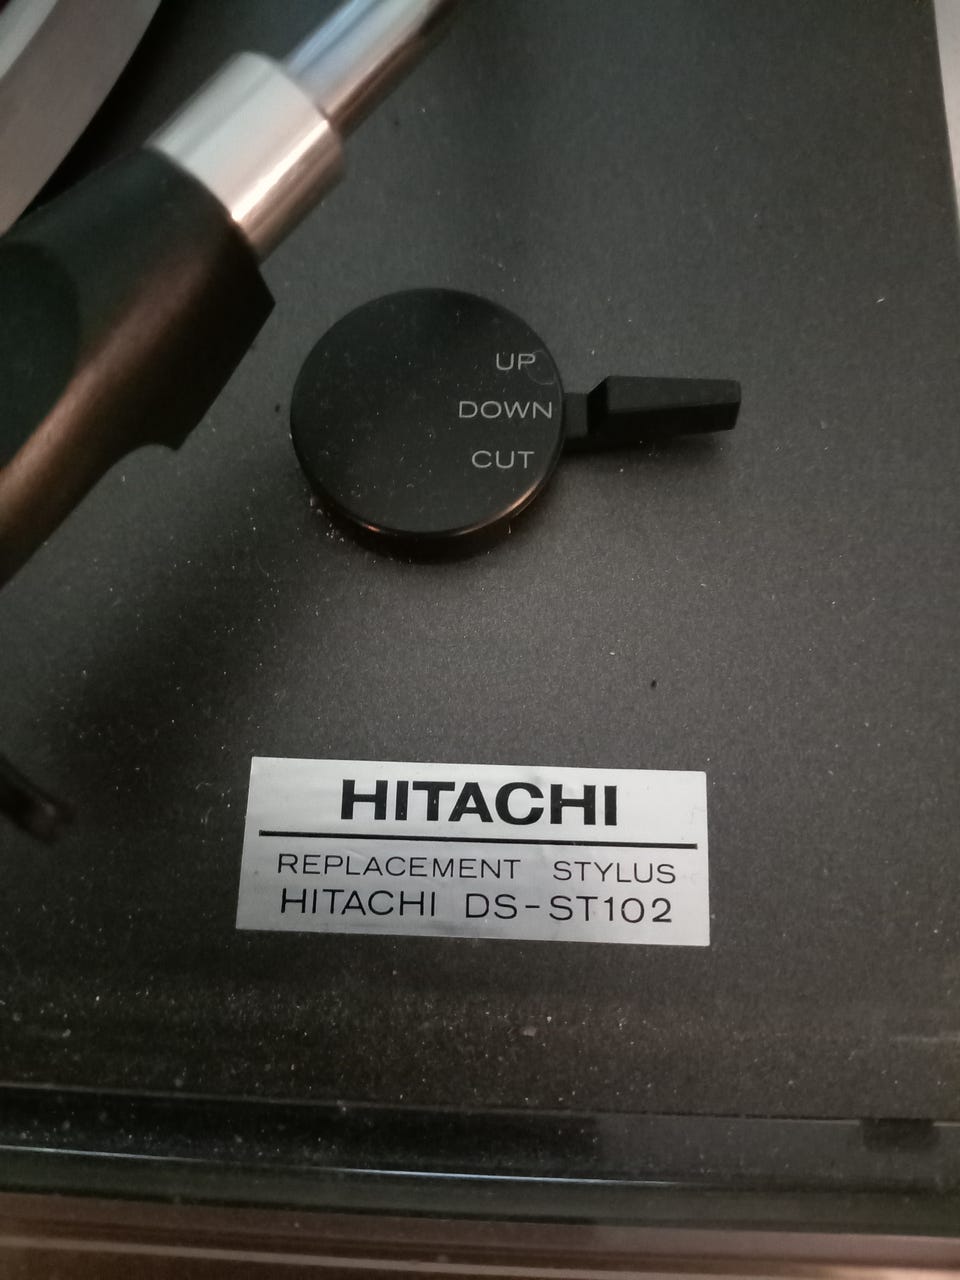 UP
DOWN
CUT
HITACHI
REPLACEMENT STYLUS
HITACHI DS-ST102